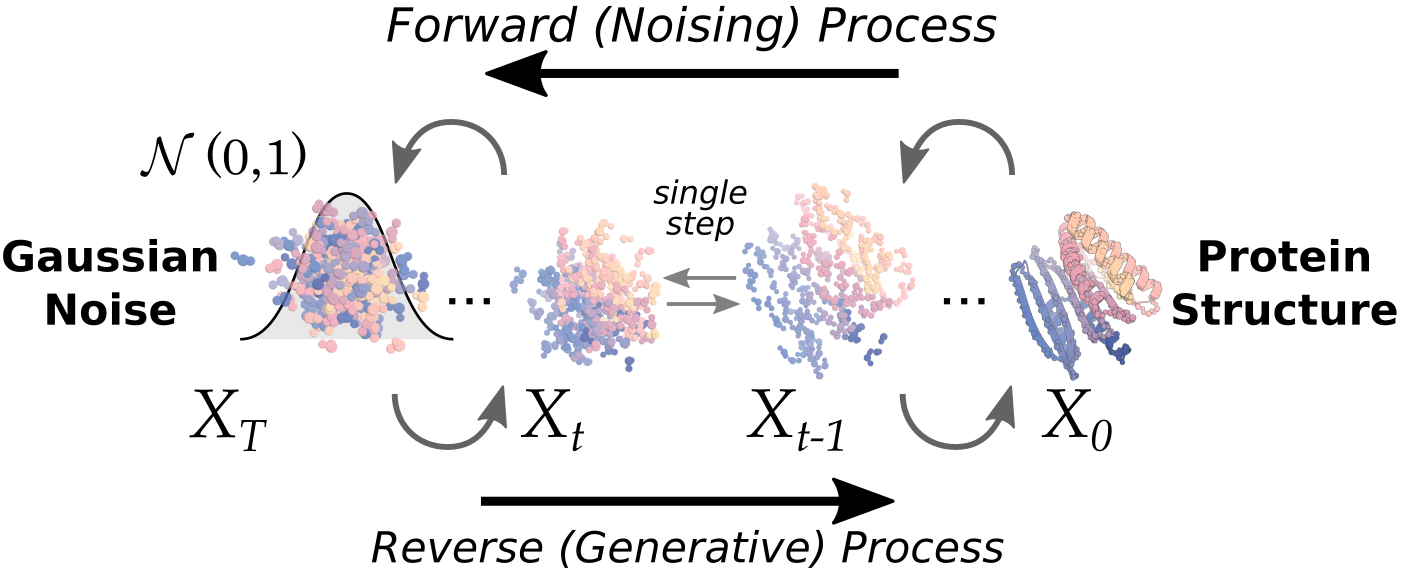 Forward (Noising) Process
𝒩 (0,1)
single
step
Gaussian
Noise
...
...
Protein
Structure
X_T
X_t
X_{t-1}
X_0
Reverse (Generative) Process